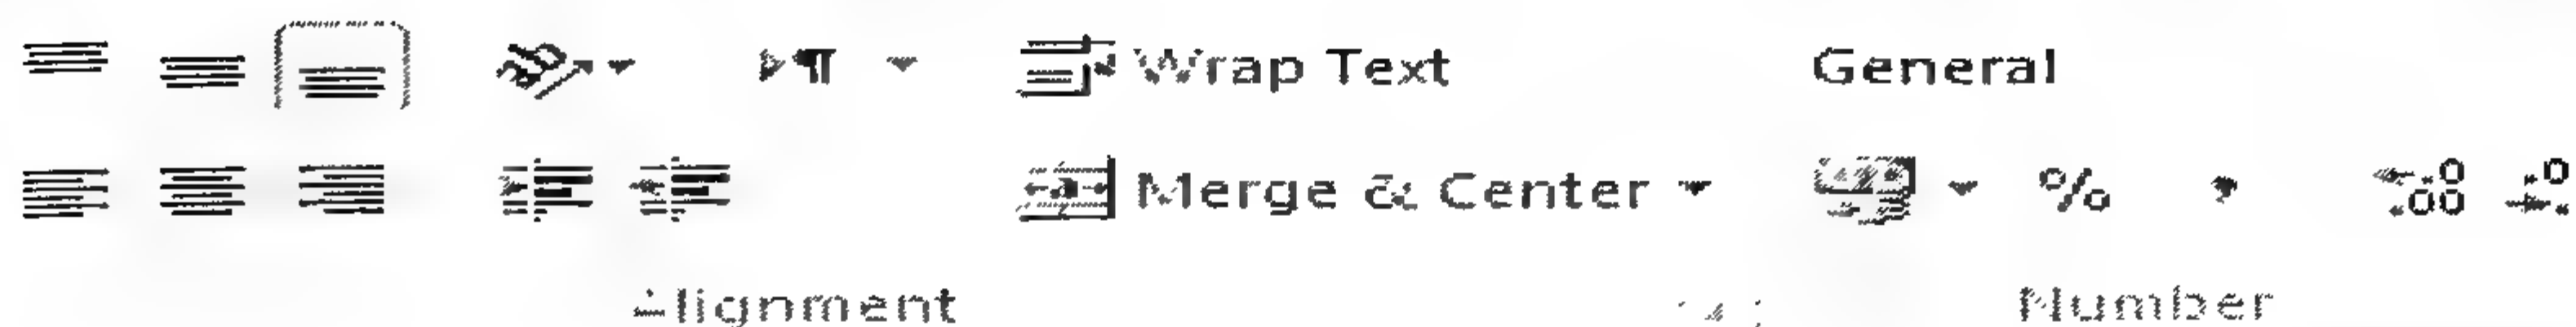 Wrap Text General
Merge & Center %
Alignment Number